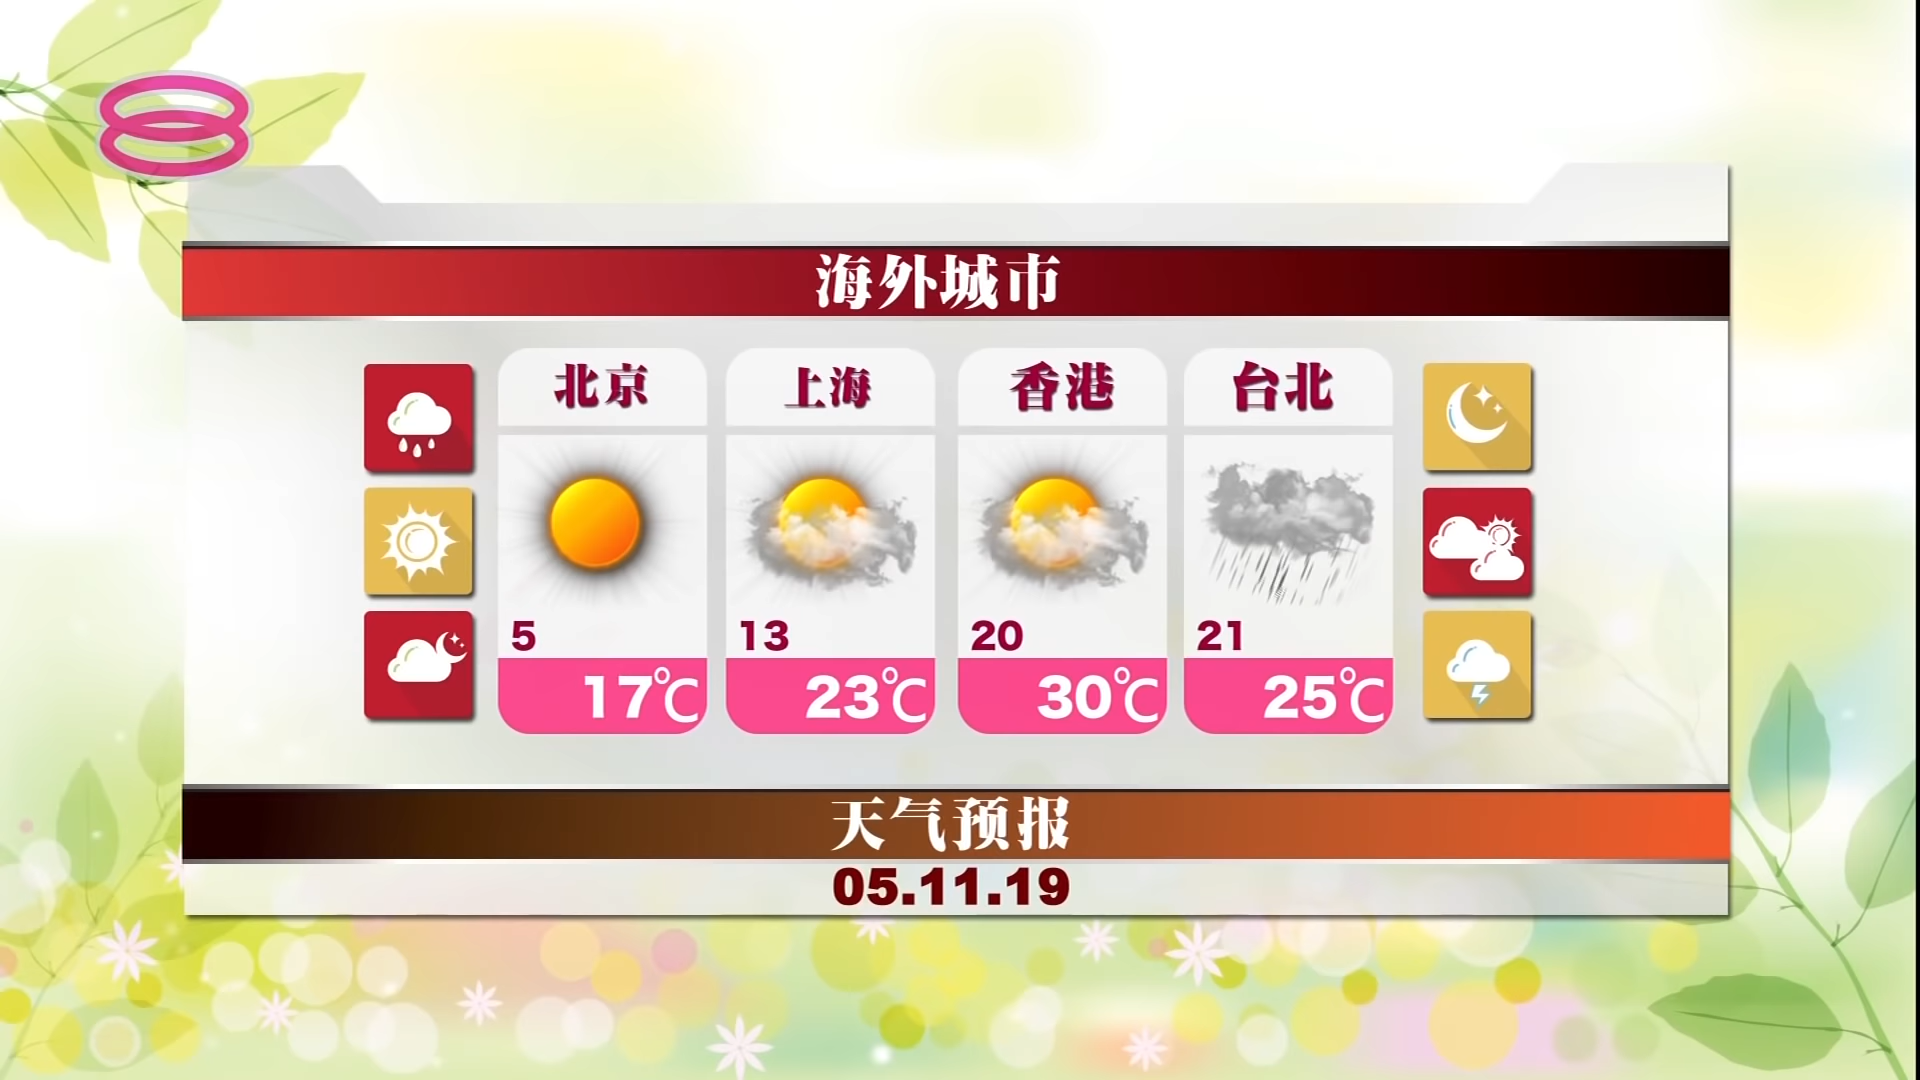 海外城市
北京 上海 香港 台北
5 13 20 21
17℃ 23℃ 30℃ 25℃
天气预报
05.11.19